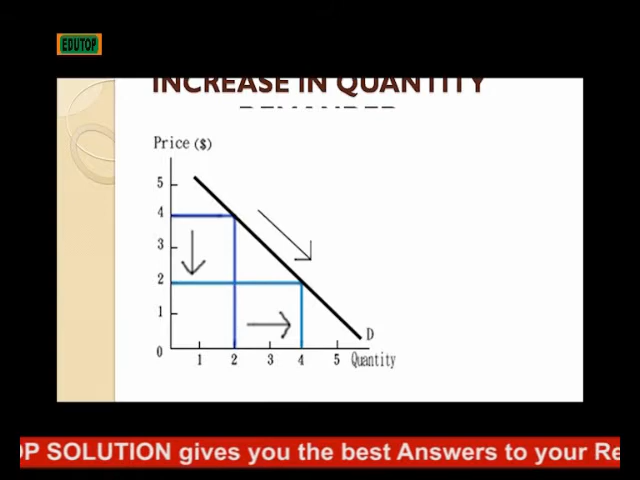 EDUTOP
INCREASE IN QUANTITY
Price ($)
5
4
3
2
1
0
1 2 3 4 5 Quantity
D
OP SOLUTION gives you the best Answers to your Re